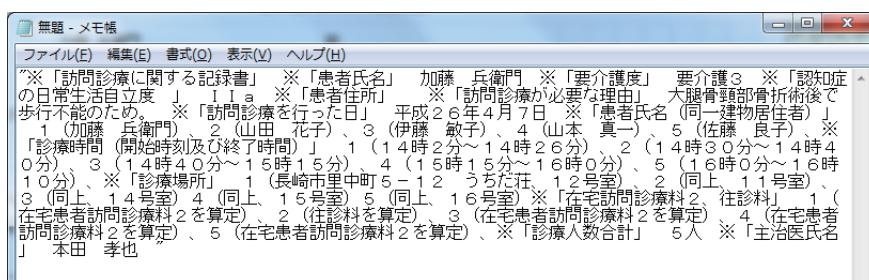 無題 - メモ帳
ファイル(F) 編集(E) 書式(O) 表示(V) ヘルプ(H)
"※「訪問診療に関する記録書」 ※「患者氏名」 加藤 兵衛門 ※「要介護度」 要介護3 ※「認知症
の日常生活自立度 」 IIa ※「患者住所」 ※「訪問診療が必要な理由」 大腿骨頸部骨折術後で
歩行不能のため。 ※「訪問診療を行った日」 平成26年4月7日 ※「患者氏名(同一建物居住者)」
1(加藤 兵衛門)、2(山田 花子)、3(伊藤 敏子)、4(山本 真一)、5(佐藤 良子)、※
「診療時間(開始時刻及び終了時間)」 1(14時2分~14時26分)、2(14時30分~14時4
0分)、3(14時40分~15時15分)、4(15時15分~16時0分)、5(16時0分~16時
10分)、※「診療場所」 1(長崎市里中町5-12 うちだ荘、12号室)、2(同上、11号室)、
3(同上、14号室)4(同上、15号室)5(同上、16号室)※「在宅訪問診療料2、往診料」 1(
在宅患者訪問診療料2を算定)、2(往診料を算定)、3(在宅患者訪問診療料2を算定)、4(在宅患者
訪問診療料2を算定)、5(在宅患者訪問診療料2を算定)、※「診療人数合計」 5人 ※「主治医氏名
」 本田 孝也 "